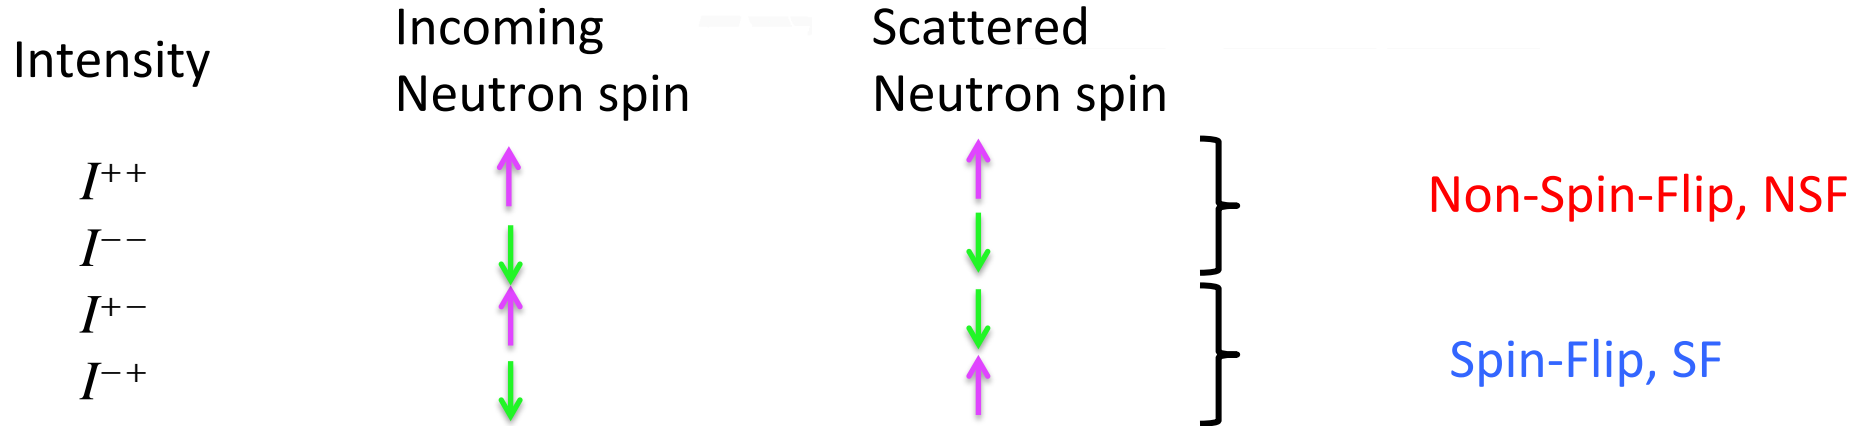 Intensity
Incoming
Neutron spin
Scattered
Neutron spin
I⁺⁺
I⁻⁻
I⁺⁻
I⁻⁺
Non-Spin-Flip, NSF
Spin-Flip, SF